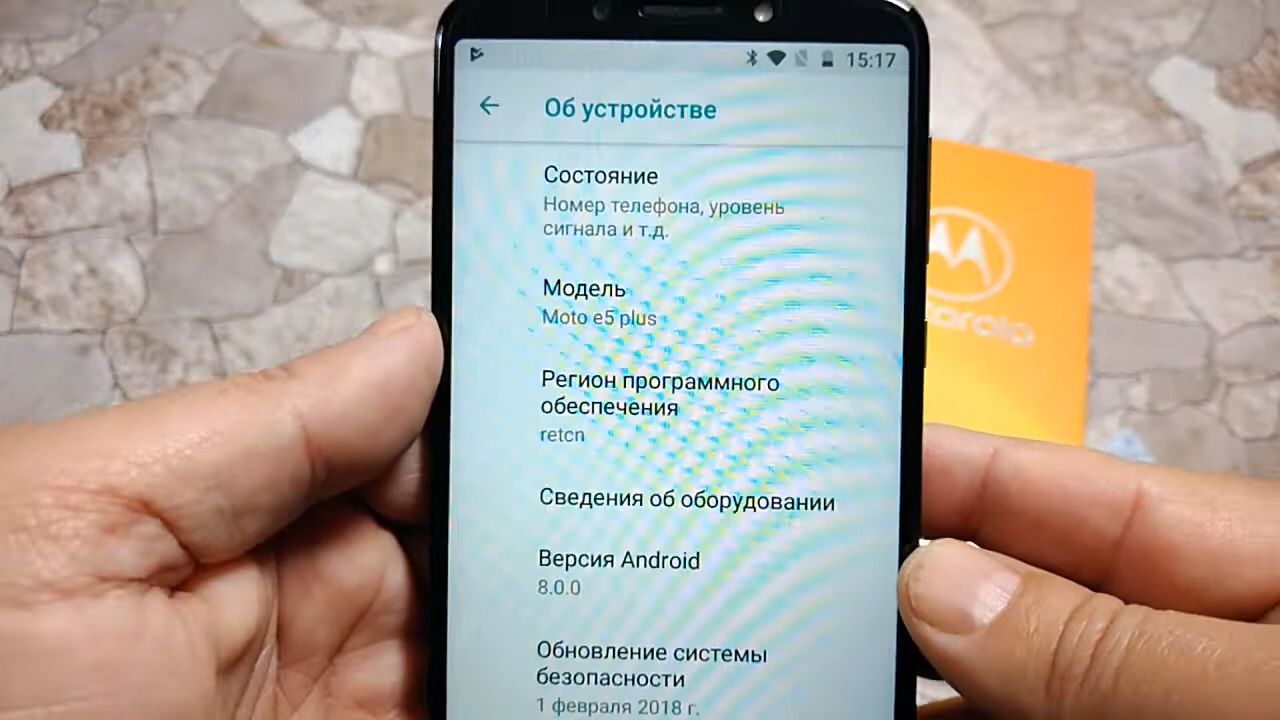 15:17
Об устройстве
Состояние
Номер телефона, уровень
сигнала и т.д.
Модель
Moto e5 plus
Регион программного
обеспечения
retcn
Сведения об оборудовании
Версия Android
8.0.0
Обновление системы
безопасности
1 февраля 2018 г.